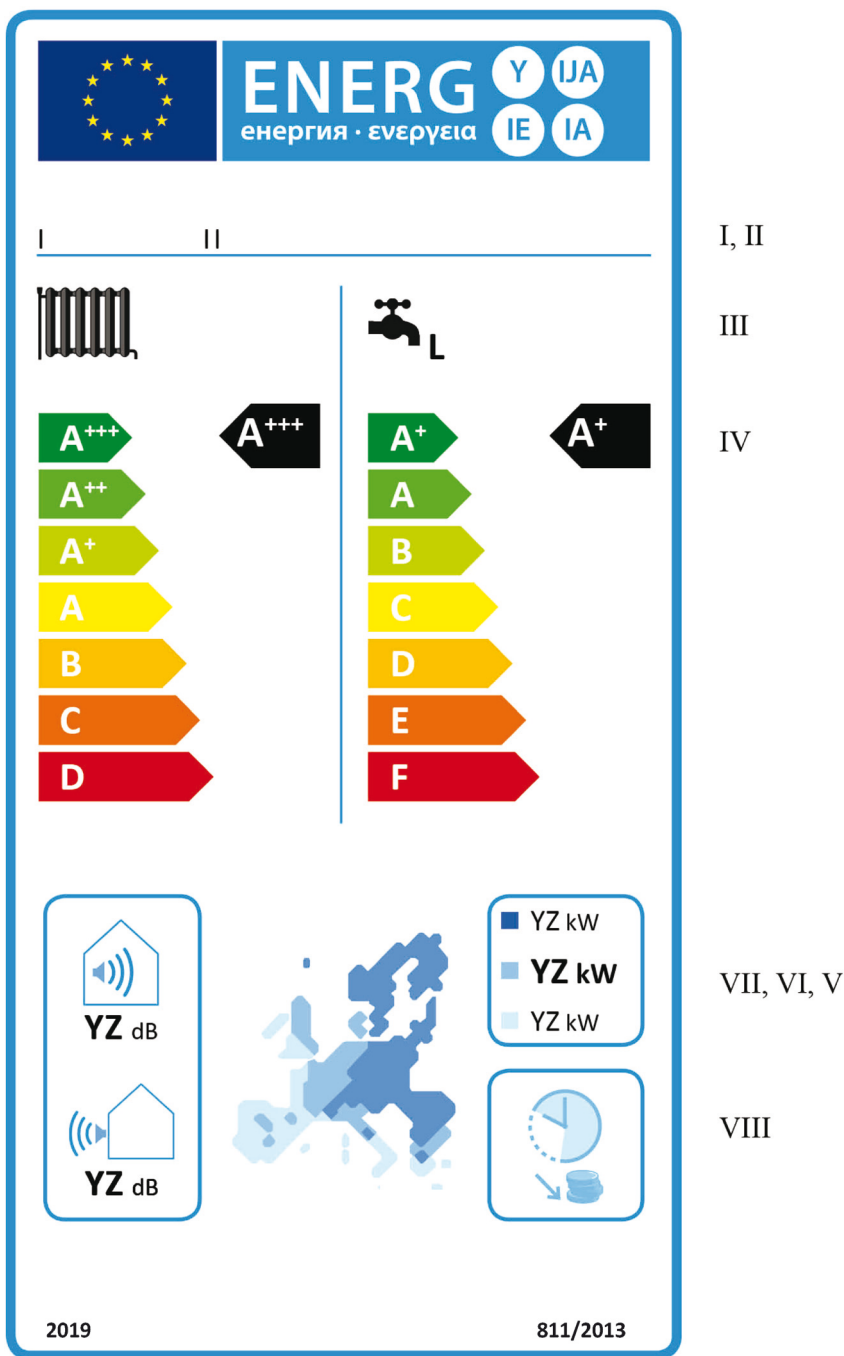 ENERG Y IJA
енергия · ενεργεια IE IA
I II
I, II
L
III
A+++ A+++ A+ A+
IV
A++ A
A+ B
A C
B D
C E
D F
YZ kW
YZ kW
YZ kW
YZ dB
VII, VI, V
YZ dB
VIII
2019 811/2013